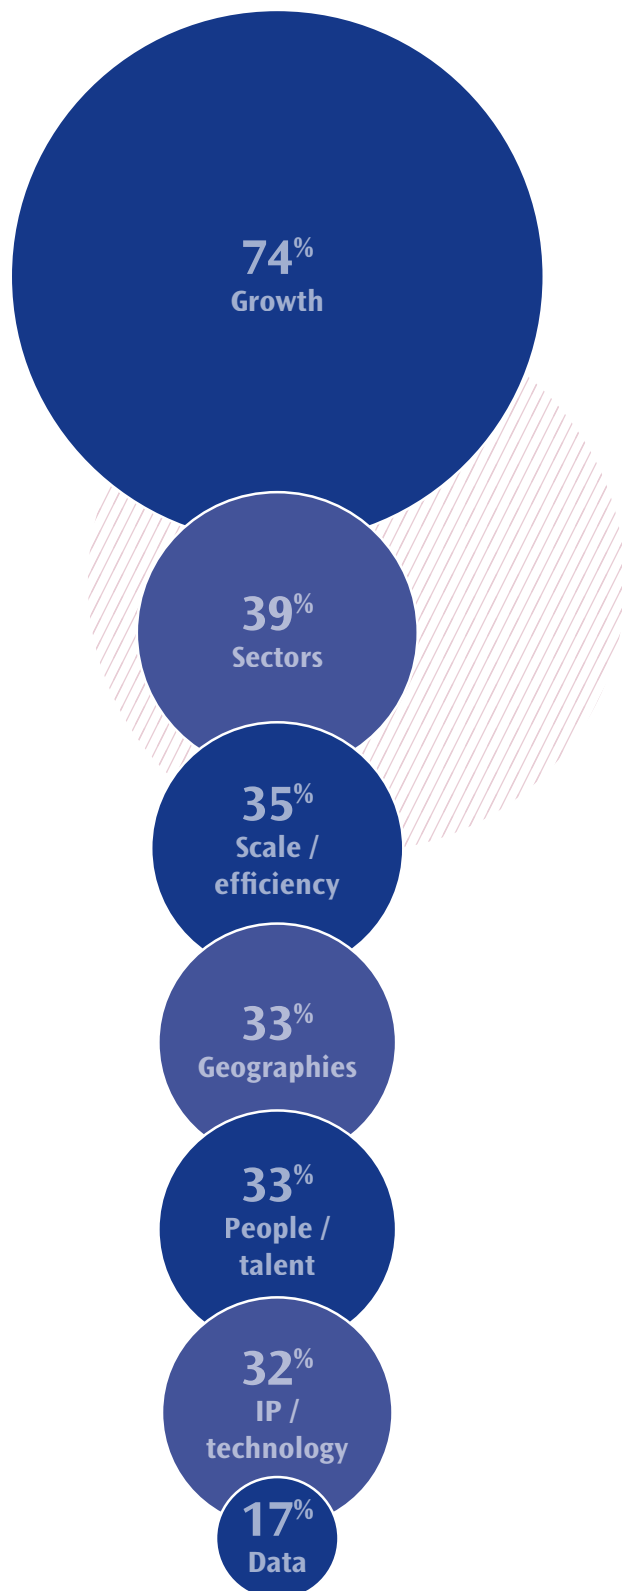 74%
Growth
39%
Sectors
35%
Scale /
efficiency
33%
Geographies
33%
People /
talent
32%
IP /
technology
17%
Data